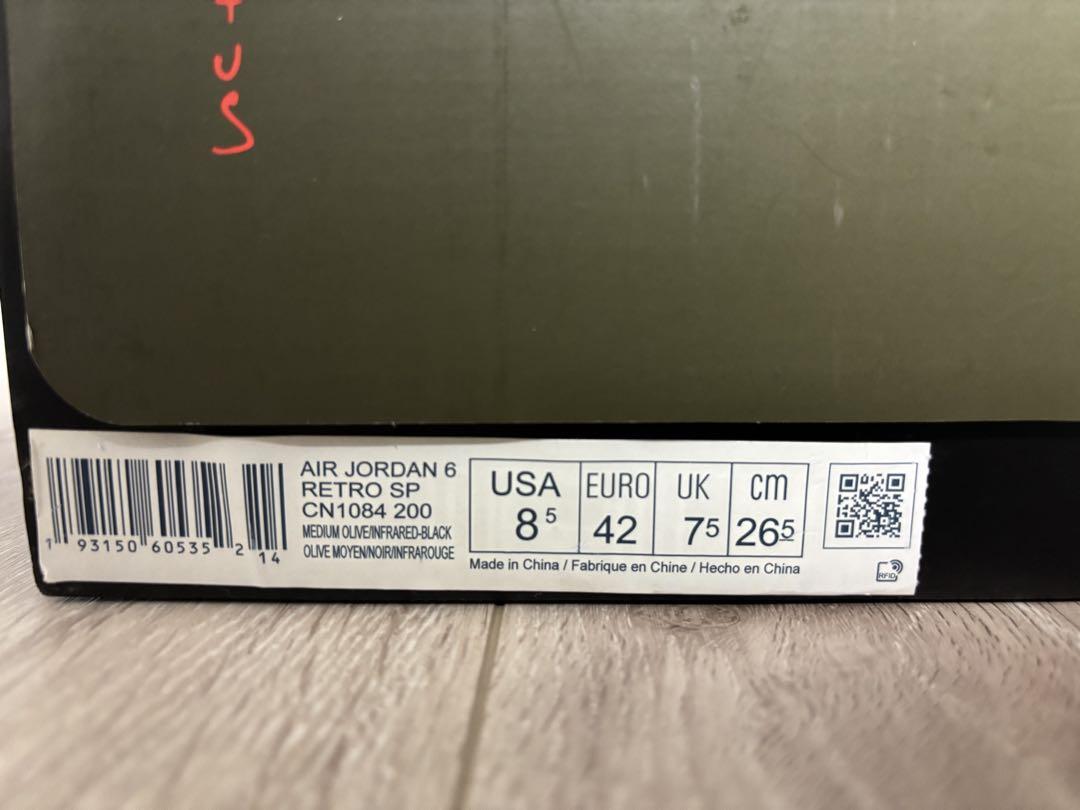 U
S
AIR JORDAN 6
RETRO SP
CN1084 200
MEDIUM OLIVE/INFRARED-BLACK
OLIVE MOYEN/NOIR/INFRAROUGE
1 93150 60535 2 14
USA EURO UK cm
8 5 42 7 5 26 5
Made in China / Fabrique en Chine / Hecho en China
RFID